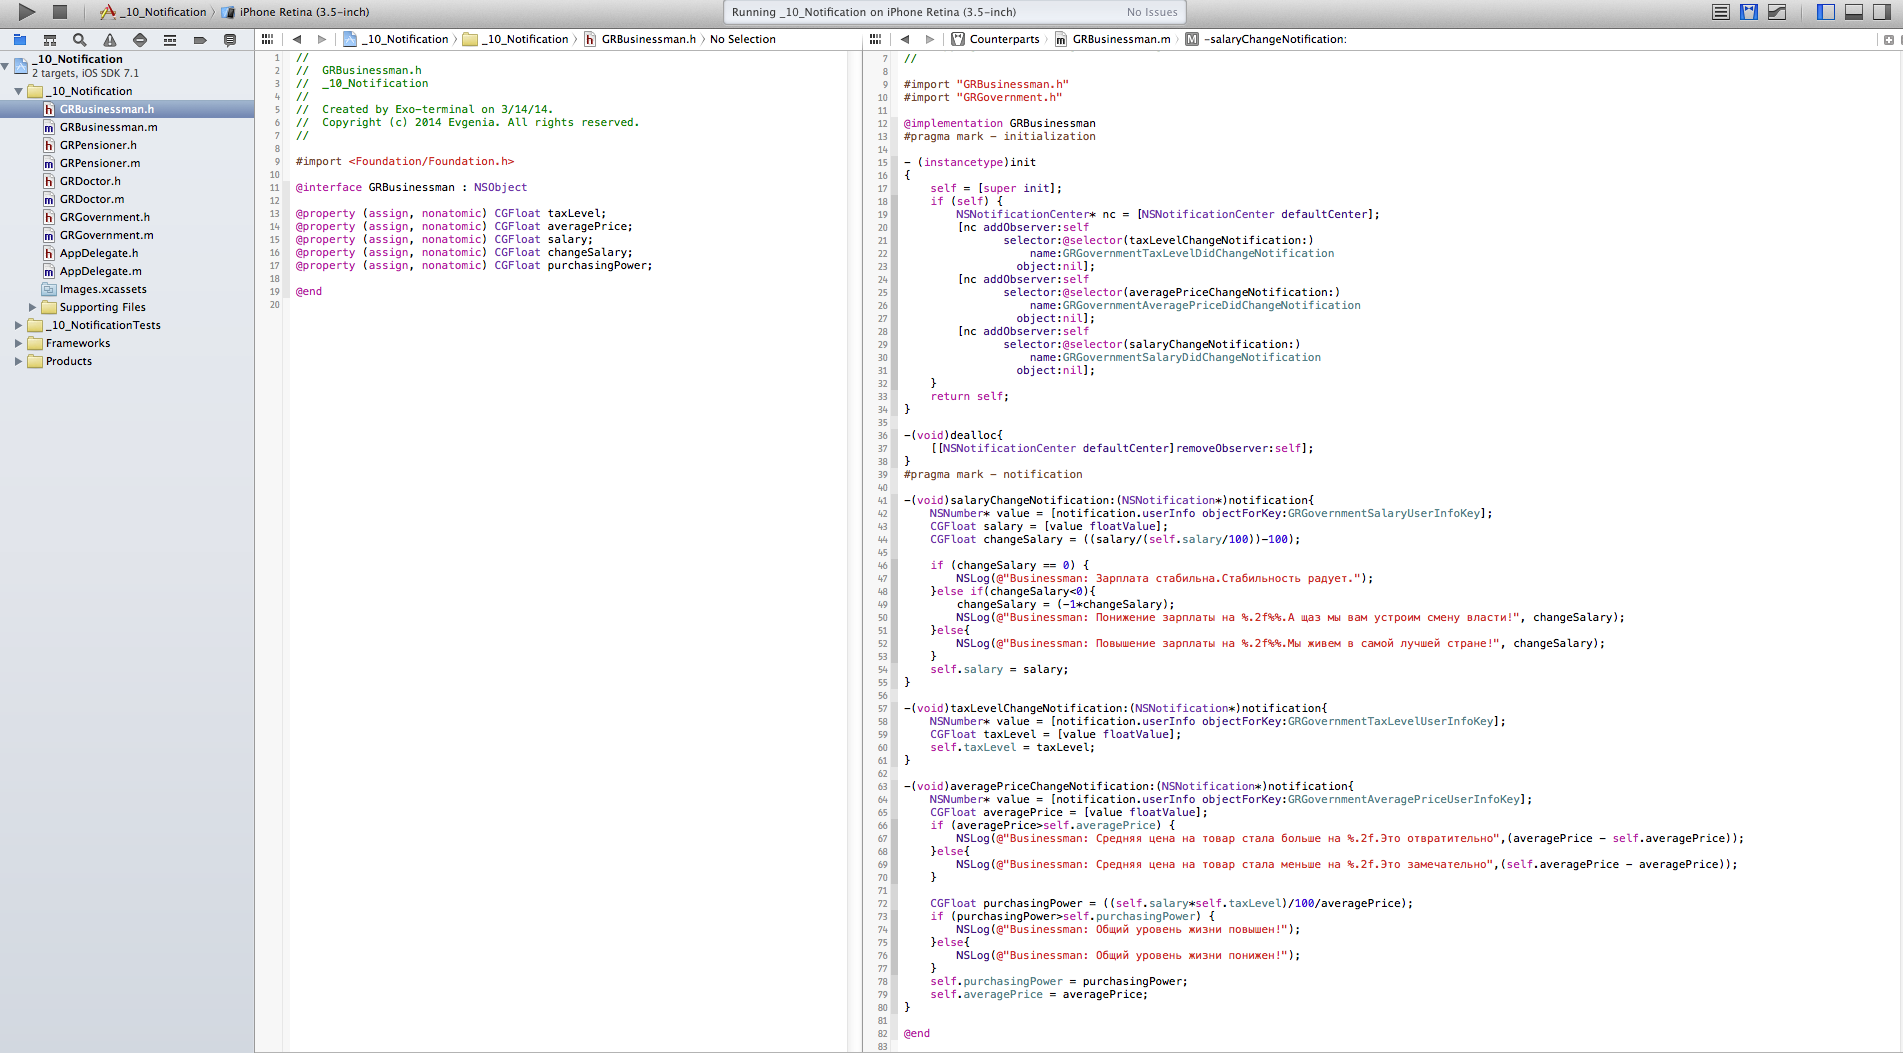 _10_Notification iPhone Retina (3.5-inch)
Running _10_Notification on iPhone Retina (3.5-inch) No Issues
_10_Notification _10_Notification GRBusinessman.h No Selection
Counterparts GRBusinessman.m M -salaryChangeNotification:
_10_Notification
2 targets, iOS SDK 7.1
_10_Notification
h GRBusinessman.h
m GRBusinessman.m
h GRPensioner.h
m GRPensioner.m
h GRDoctor.h
m GRDoctor.m
h GRGovernment.h
m GRGovernment.m
h AppDelegate.h
m AppDelegate.m
Images.xcassets
Supporting Files
_10_NotificationTests
Frameworks
Products
1 //
2 //  GRBusinessman.h
3 //  _10_Notification
4 //
5 //  Created by Exo-terminal on 3/14/14.
6 //  Copyright (c) 2014 Evgenia. All rights reserved.
7 //
8
9 #import <Foundation/Foundation.h>
10
11 @interface GRBusinessman : NSObject
12
13 @property (assign, nonatomic) CGFloat taxLevel;
14 @property (assign, nonatomic) CGFloat averagePrice;
15 @property (assign, nonatomic) CGFloat salary;
16 @property (assign, nonatomic) CGFloat changeSalary;
17 @property (assign, nonatomic) CGFloat purchasingPower;
18
19 @end
20
7 //
8
9 #import "GRBusinessman.h"
10 #import "GRGovernment.h"
11
12 @implementation GRBusinessman
13 #pragma mark - initialization
14
15 - (instancetype)init
16 {
17     self = [super init];
18     if (self) {
19         NSNotificationCenter* nc = [NSNotificationCenter defaultCenter];
20         [nc addObserver:self
21                selector:@selector(taxLevelChangeNotification:)
22                    name:GRGovernmentTaxLevelDidChangeNotification
23                  object:nil];
24         [nc addObserver:self
25                selector:@selector(averagePriceChangeNotification:)
26                    name:GRGovernmentAveragePriceDidChangeNotification
27                  object:nil];
28         [nc addObserver:self
29                selector:@selector(salaryChangeNotification:)
30                    name:GRGovernmentSalaryDidChangeNotification
31                  object:nil];
32     }
33     return self;
34 }
35
36 -(void)dealloc{
37     [[NSNotificationCenter defaultCenter]removeObserver:self];
38 }
39 #pragma mark - notification
40
41 -(void)salaryChangeNotification:(NSNotification*)notification{
42     NSNumber* value = [notification.userInfo objectForKey:GRGovernmentSalaryUserInfoKey];
43     CGFloat salary = [value floatValue];
44     CGFloat changeSalary = ((salary/(self.salary/100))-100);
45
46     if (changeSalary == 0) {
47         NSLog(@"Businessman: Зарплата стабильна.Стабильность радует.");
48     }else if(changeSalary<0){
49         changeSalary = (-1*changeSalary);
50         NSLog(@"Businessman: Понижение зарплаты на %.2f%%.А щаз мы вам устроим смену власти!", changeSalary);
51     }else{
52         NSLog(@"Businessman: Повышение зарплаты на %.2f%%.Мы живем в самой лучшей стране!", changeSalary);
53     }
54     self.salary = salary;
55 }
56
57 -(void)taxLevelChangeNotification:(NSNotification*)notification{
58     NSNumber* value = [notification.userInfo objectForKey:GRGovernmentTaxLevelUserInfoKey];
59     CGFloat taxLevel = [value floatValue];
60     self.taxLevel = taxLevel;
61 }
62
63 -(void)averagePriceChangeNotification:(NSNotification*)notification{
64     NSNumber* value = [notification.userInfo objectForKey:GRGovernmentAveragePriceUserInfoKey];
65     CGFloat averagePrice = [value floatValue];
66     if (averagePrice>self.averagePrice) {
67         NSLog(@"Businessman: Средняя цена на товар стала больше на %.2f.Это отвратительно",(averagePrice - self.averagePrice));
68     }else{
69         NSLog(@"Businessman: Средняя цена на товар стала меньше на %.2f.Это замечательно",(self.averagePrice - averagePrice));
70     }
71
72     CGFloat purchasingPower = ((self.salary*self.taxLevel)/100/averagePrice);
73     if (purchasingPower>self.purchasingPower) {
74         NSLog(@"Businessman: Общий уровень жизни повышен!");
75     }else{
76         NSLog(@"Businessman: Общий уровень жизни понижен!");
77     }
78     self.purchasingPower = purchasingPower;
79     self.averagePrice = averagePrice;
80 }
81
82 @end
83